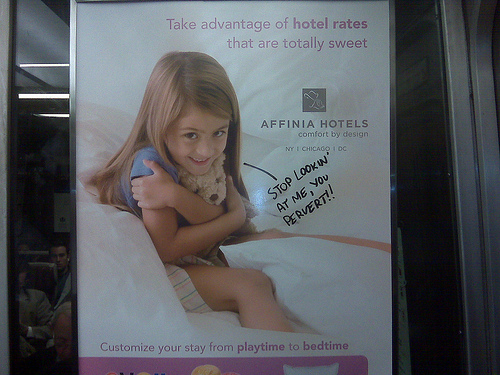 Take advantage of hotel rates
that are totally sweet
AFFINIA HOTELS
comfort by design
NY | CHICAGO | DC
STOP LOOKIN'
AT ME, YOU
PERVERT!!
Customize your stay from playtime to bedtime